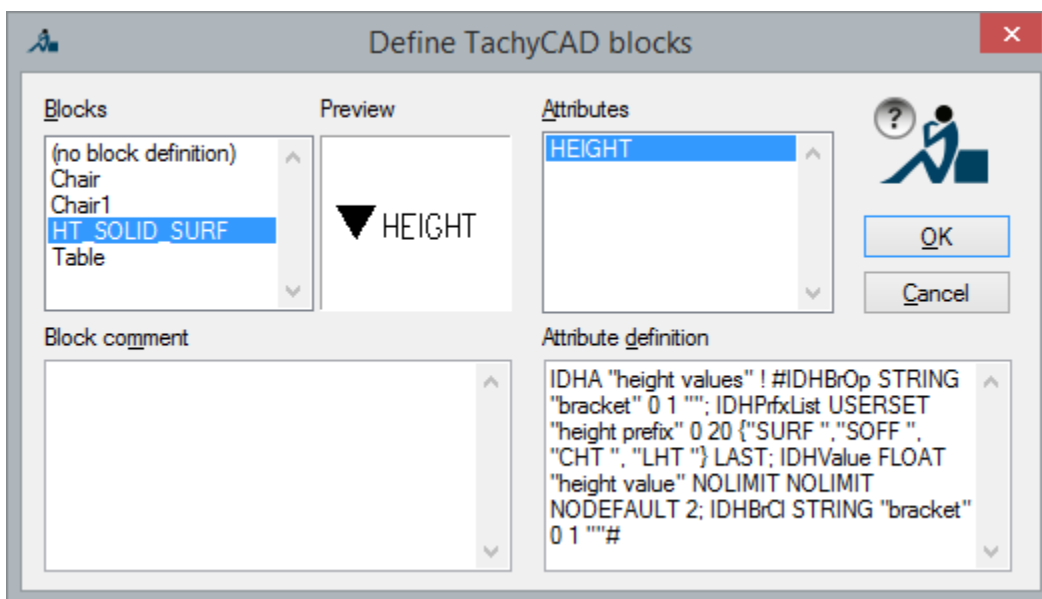 Define TachyCAD blocks
Blocks
(no block definition)
Chair
Chair1
HT_SOLID_SURF
Table
Preview
HEIGHT
Attributes
HEIGHT
?
OK
Cancel
Block comment
Attribute definition
IDHA "height values" ! #IDHBrOp STRING
"bracket" 0 1 ""; IDHPrfxList USERSET
"height prefix" 0 20 {"SURF ","SOFF ",
"CHT ", "LHT "} LAST; IDHValue FLOAT
"height value" NOLIMIT NOLIMIT
NODEFAULT 2; IDHBrCl STRING "bracket"
0 1 ""#